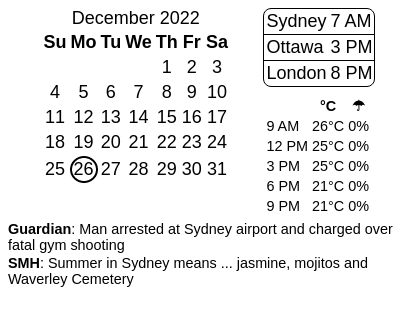 December 2022
Su Mo Tu We Th Fr Sa
1 2 3
4 5 6 7 8 9 10
11 12 13 14 15 16 17
18 19 20 21 22 23 24
25 26 27 28 29 30 31
Sydney 7 AM
Ottawa 3 PM
London 8 PM
°C ☂
9 AM 26°C 0%
12 PM 25°C 0%
3 PM 25°C 0%
6 PM 21°C 0%
9 PM 21°C 0%
Guardian: Man arrested at Sydney airport and charged over
fatal gym shooting
SMH: Summer in Sydney means ... jasmine, mojitos and
Waverley Cemetery